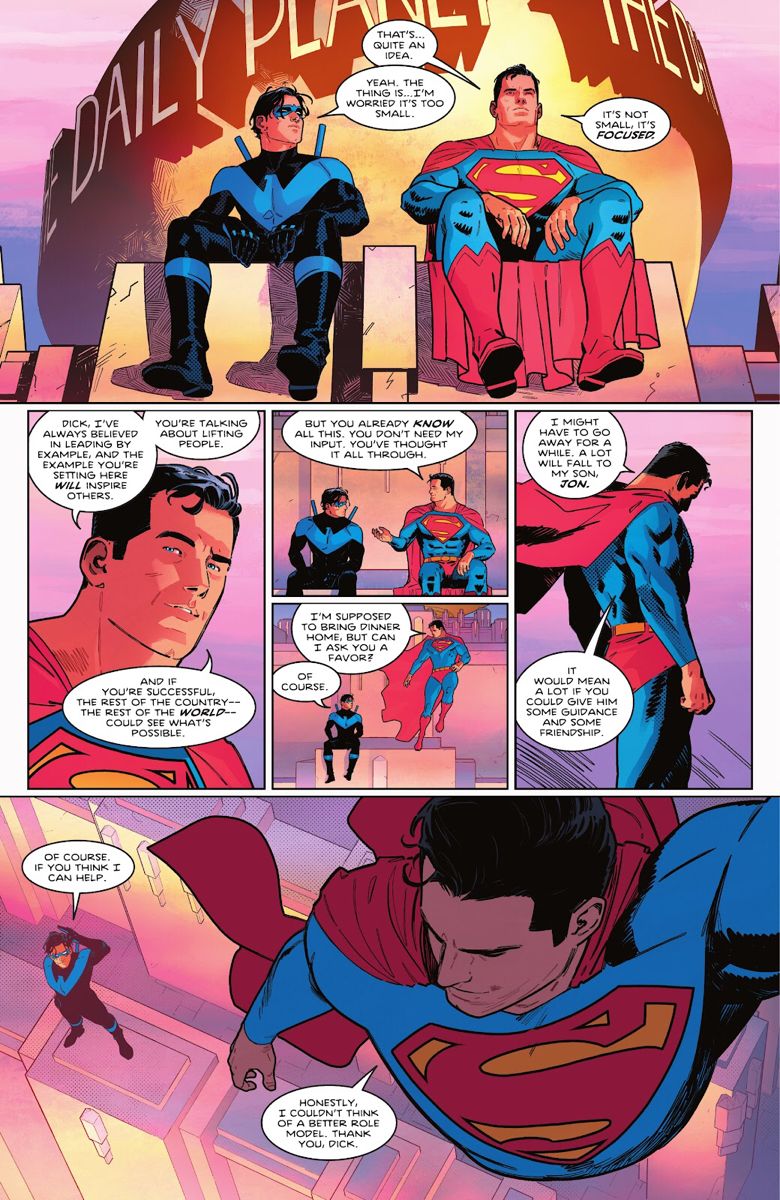 THE DAILY PLANET
THE DA
THAT'S...
QUITE AN
IDEA.
YEAH. THE
THING IS...I'M
WORRIED IT'S TOO
SMALL.
IT'S NOT
SMALL, IT'S
FOCUSED.
DICK, I'VE
ALWAYS BELIEVED
IN LEADING BY
EXAMPLE, AND THE
EXAMPLE YOU'RE
SETTING HERE
WILL INSPIRE
OTHERS.
YOU'RE TALKING
ABOUT LIFTING
PEOPLE.
AND IF
YOU'RE SUCCESSFUL,
THE REST OF THE COUNTRY--
THE REST OF THE WORLD--
COULD SEE WHAT'S
POSSIBLE.
BUT YOU ALREADY KNOW
ALL THIS. YOU DON'T NEED MY
INPUT. YOU'VE THOUGHT
IT ALL THROUGH.
I'M SUPPOSED
TO BRING DINNER
HOME, BUT CAN
I ASK YOU A
FAVOR?
OF
COURSE.
I MIGHT
HAVE TO GO
AWAY FOR A
WHILE. A LOT
WILL FALL TO
MY SON,
JON.
IT
WOULD MEAN
A LOT IF YOU
COULD GIVE HIM
SOME GUIDANCE
AND SOME
FRIENDSHIP.
OF COURSE.
IF YOU THINK I
CAN HELP.
HONESTLY,
I COULDN'T THINK
OF A BETTER ROLE
MODEL. THANK
YOU, DICK.